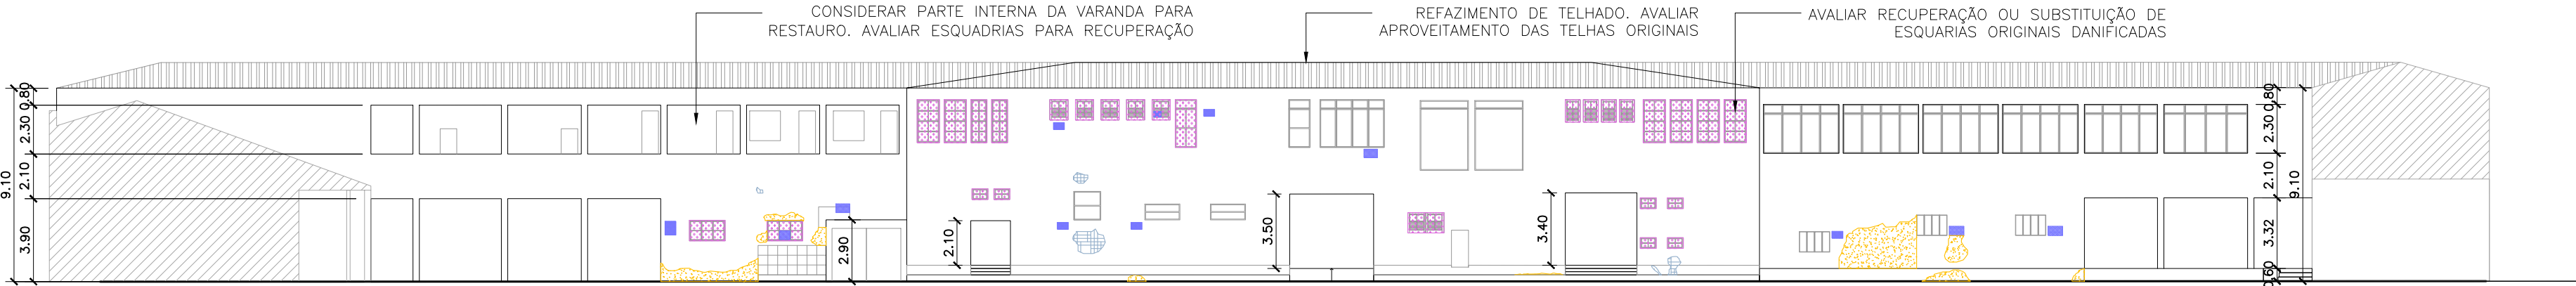 CONSIDERAR PARTE INTERNA DA VARANDA PARA
RESTAURO. AVALIAR ESQUADRIAS PARA RECUPERAÇÃO
REFAZIMENTO DE TELHADO. AVALIAR
APROVEITAMENTO DAS TELHAS ORIGINAIS
AVALIAR RECUPERAÇÃO OU SUBSTITUIÇÃO DE
ESQUARIAS ORIGINAIS DANIFICADAS
9.10
0.80
2.30
2.10
3.90
2.90
2.10
3.50
3.40
0.80
2.30
2.10
3.32
0.60
9.10